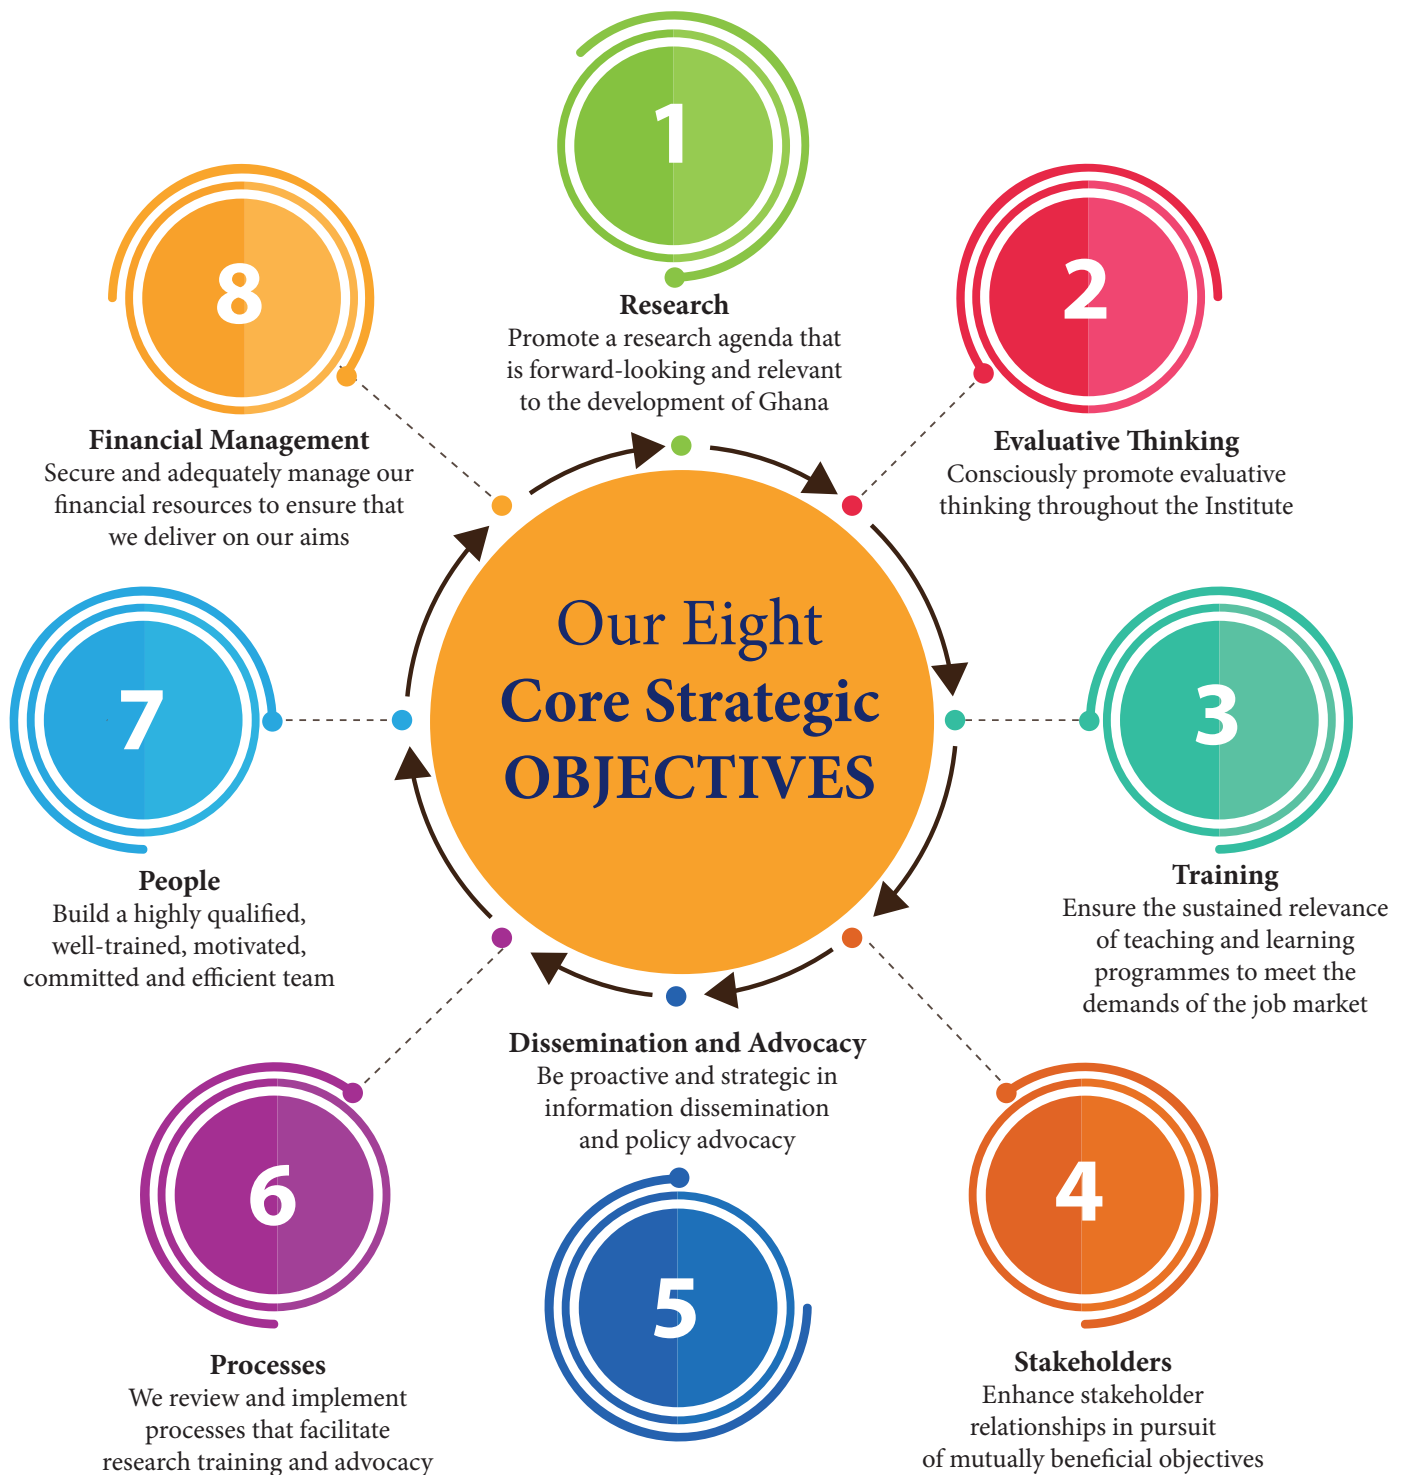 Our Eight
Core Strategic
OBJECTIVES
1
Research
Promote a research agenda that
is forward-looking and relevant
to the development of Ghana
2
Evaluative Thinking
Consciously promote evaluative
thinking throughout the Institute
3
Training
Ensure the sustained relevance
of teaching and learning
programmes to meet the
demands of the job market
4
Stakeholders
Enhance stakeholder
relationships in pursuit
of mutually beneficial objectives
Dissemination and Advocacy
Be proactive and strategic in
information dissemination
and policy advocacy
5
6
Processes
We review and implement
processes that facilitate
research training and advocacy
7
People
Build a highly qualified,
well-trained, motivated,
committed and efficient team
8
Financial Management
Secure and adequately manage our
financial resources to ensure that
we deliver on our aims